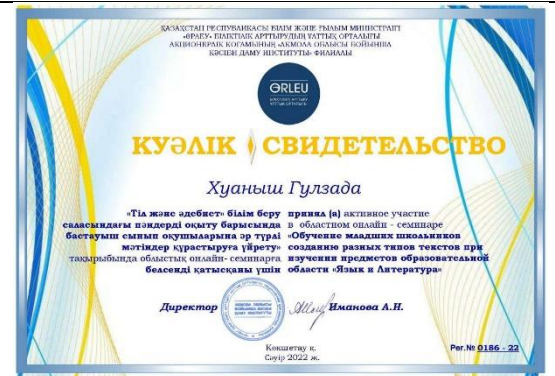 ҚАЗАҚСТАН РЕСПУБЛИКАСЫ БІЛІМ ЖӘНЕ ҒЫЛЫМ МИНИСТРЛІГІ
«ӨРЛЕУ» БІЛІКТІЛІК АРТТЫРУДЫҢ ҰЛТТЫҚ ОРТАЛЫҒЫ
АКЦИОНЕРЛІК ҚОҒАМЫНЫҢ «АҚМОЛА ОБЛЫСЫ БОЙЫНША
КӘСІБИ ДАМУ ИНСТИТУТЫ» ФИЛИАЛЫ
ORLEU
КУӘЛІК СВИДЕТЕЛЬСТВО
Хуаныш Гулзада
«Тіл және әдебиет» білім беру
саласындағы пәндерді оқыту барысында
бастауыш сынып оқушыларына әр түрлі
мәтіндер құрастыруға үйрету»
тақырыбында облыстық онлайн- семинарға
белсенді қатысқаны үшін
принял (а) активное участие
в областном онлайн - семинаре
«Обучение младших школьников
созданию разных типов текстов при
изучении предметов образовательной
области «Язык и Литература»
Директор Иманова А.Н.
Көкшетау қ.
Сәуір 2022 ж.
Рег.№ 0186 - 22